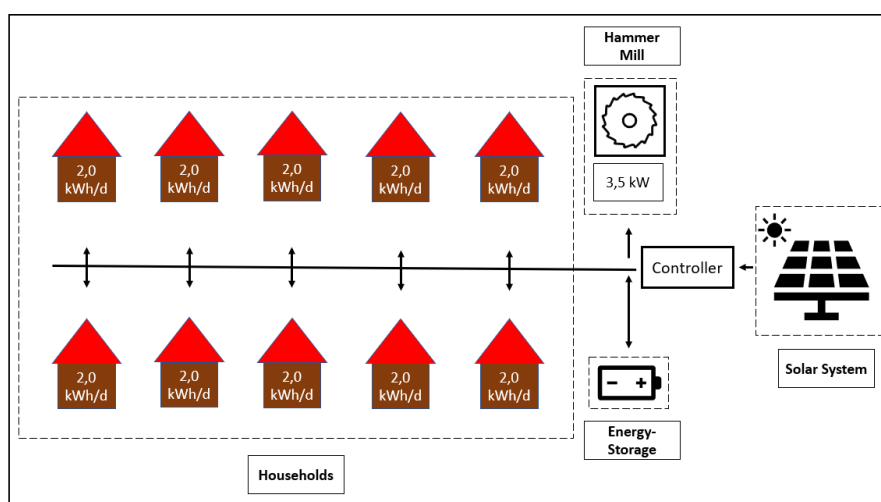 Hammer
Mill
2,0
kWh/d
2,0
kWh/d
2,0
kWh/d
2,0
kWh/d
2,0
kWh/d
3,5 kW
Controller
2,0
kWh/d
2,0
kWh/d
2,0
kWh/d
2,0
kWh/d
2,0
kWh/d
Solar System
Energy-
Storage
Households